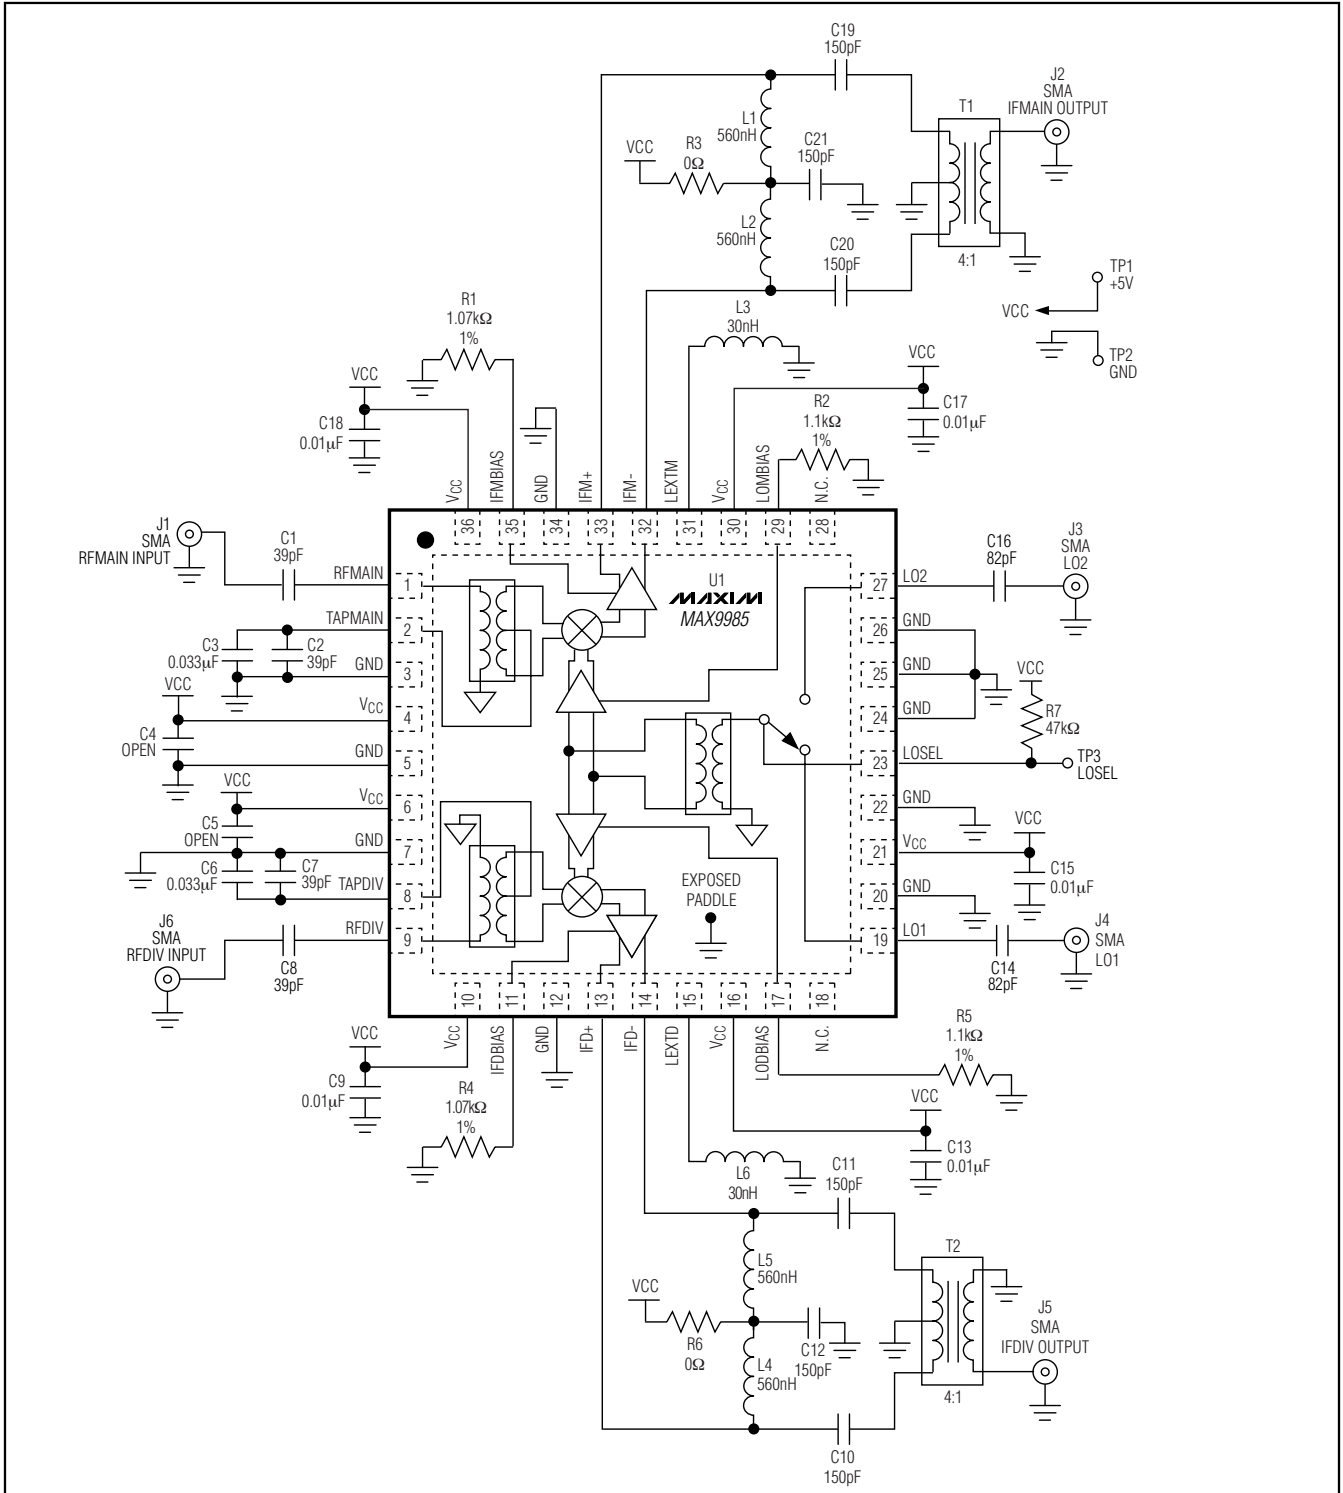 C19
150pF
J2
SMA
IFMAIN OUTPUT
T1
L1
560nH
C21
150pF
R3
0Ω
VCC
L2
560nH
C20
150pF
4:1
TP1
+5V
VCC
TP2
GND
R1
1.07kΩ
1%
L3
30nH
VCC
C18
0.01µF
VCC
C17
0.01µF
R2
1.1kΩ
1%
VCC
IFMBIAS
GND
IFM+
IFM-
LEXTM
VCC
LOMBIAS
N.C.
36
35
34
33
32
31
30
29
28
J1
SMA
RFMAIN INPUT
C1
39pF
RFMAIN
1
TAPMAIN
2
C3
0.033µF
C2
39pF
GND
3
VCC
VCC
4
C4
OPEN
GND
5
VCC
VCC
6
C5
OPEN
GND
7
C6
0.033µF
C7
39pF
TAPDIV
8
J6
SMA
RFDIV INPUT
RFDIV
9
C8
39pF
U1
MAXIM
MAX9985
EXPOSED
PADDLE
27
LO2
C16
82pF
J3
SMA
LO2
26
GND
25
GND
24
GND
VCC
R7
47kΩ
23
LOSEL
TP3
LOSEL
22
GND
VCC
21
VCC
C15
0.01µF
20
GND
19
LO1
C14
82pF
J4
SMA
LO1
10
11
12
13
14
15
16
17
18
VCC
IFDBIAS
GND
IFD+
IFD-
LEXTD
VCC
LODBIAS
N.C.
VCC
C9
0.01µF
R4
1.07kΩ
1%
R5
1.1kΩ
1%
VCC
C13
0.01µF
L6
30nH
C11
150pF
T2
L5
560nH
VCC
R6
0Ω
C12
150pF
L4
560nH
J5
SMA
IFDIV OUTPUT
4:1
C10
150pF